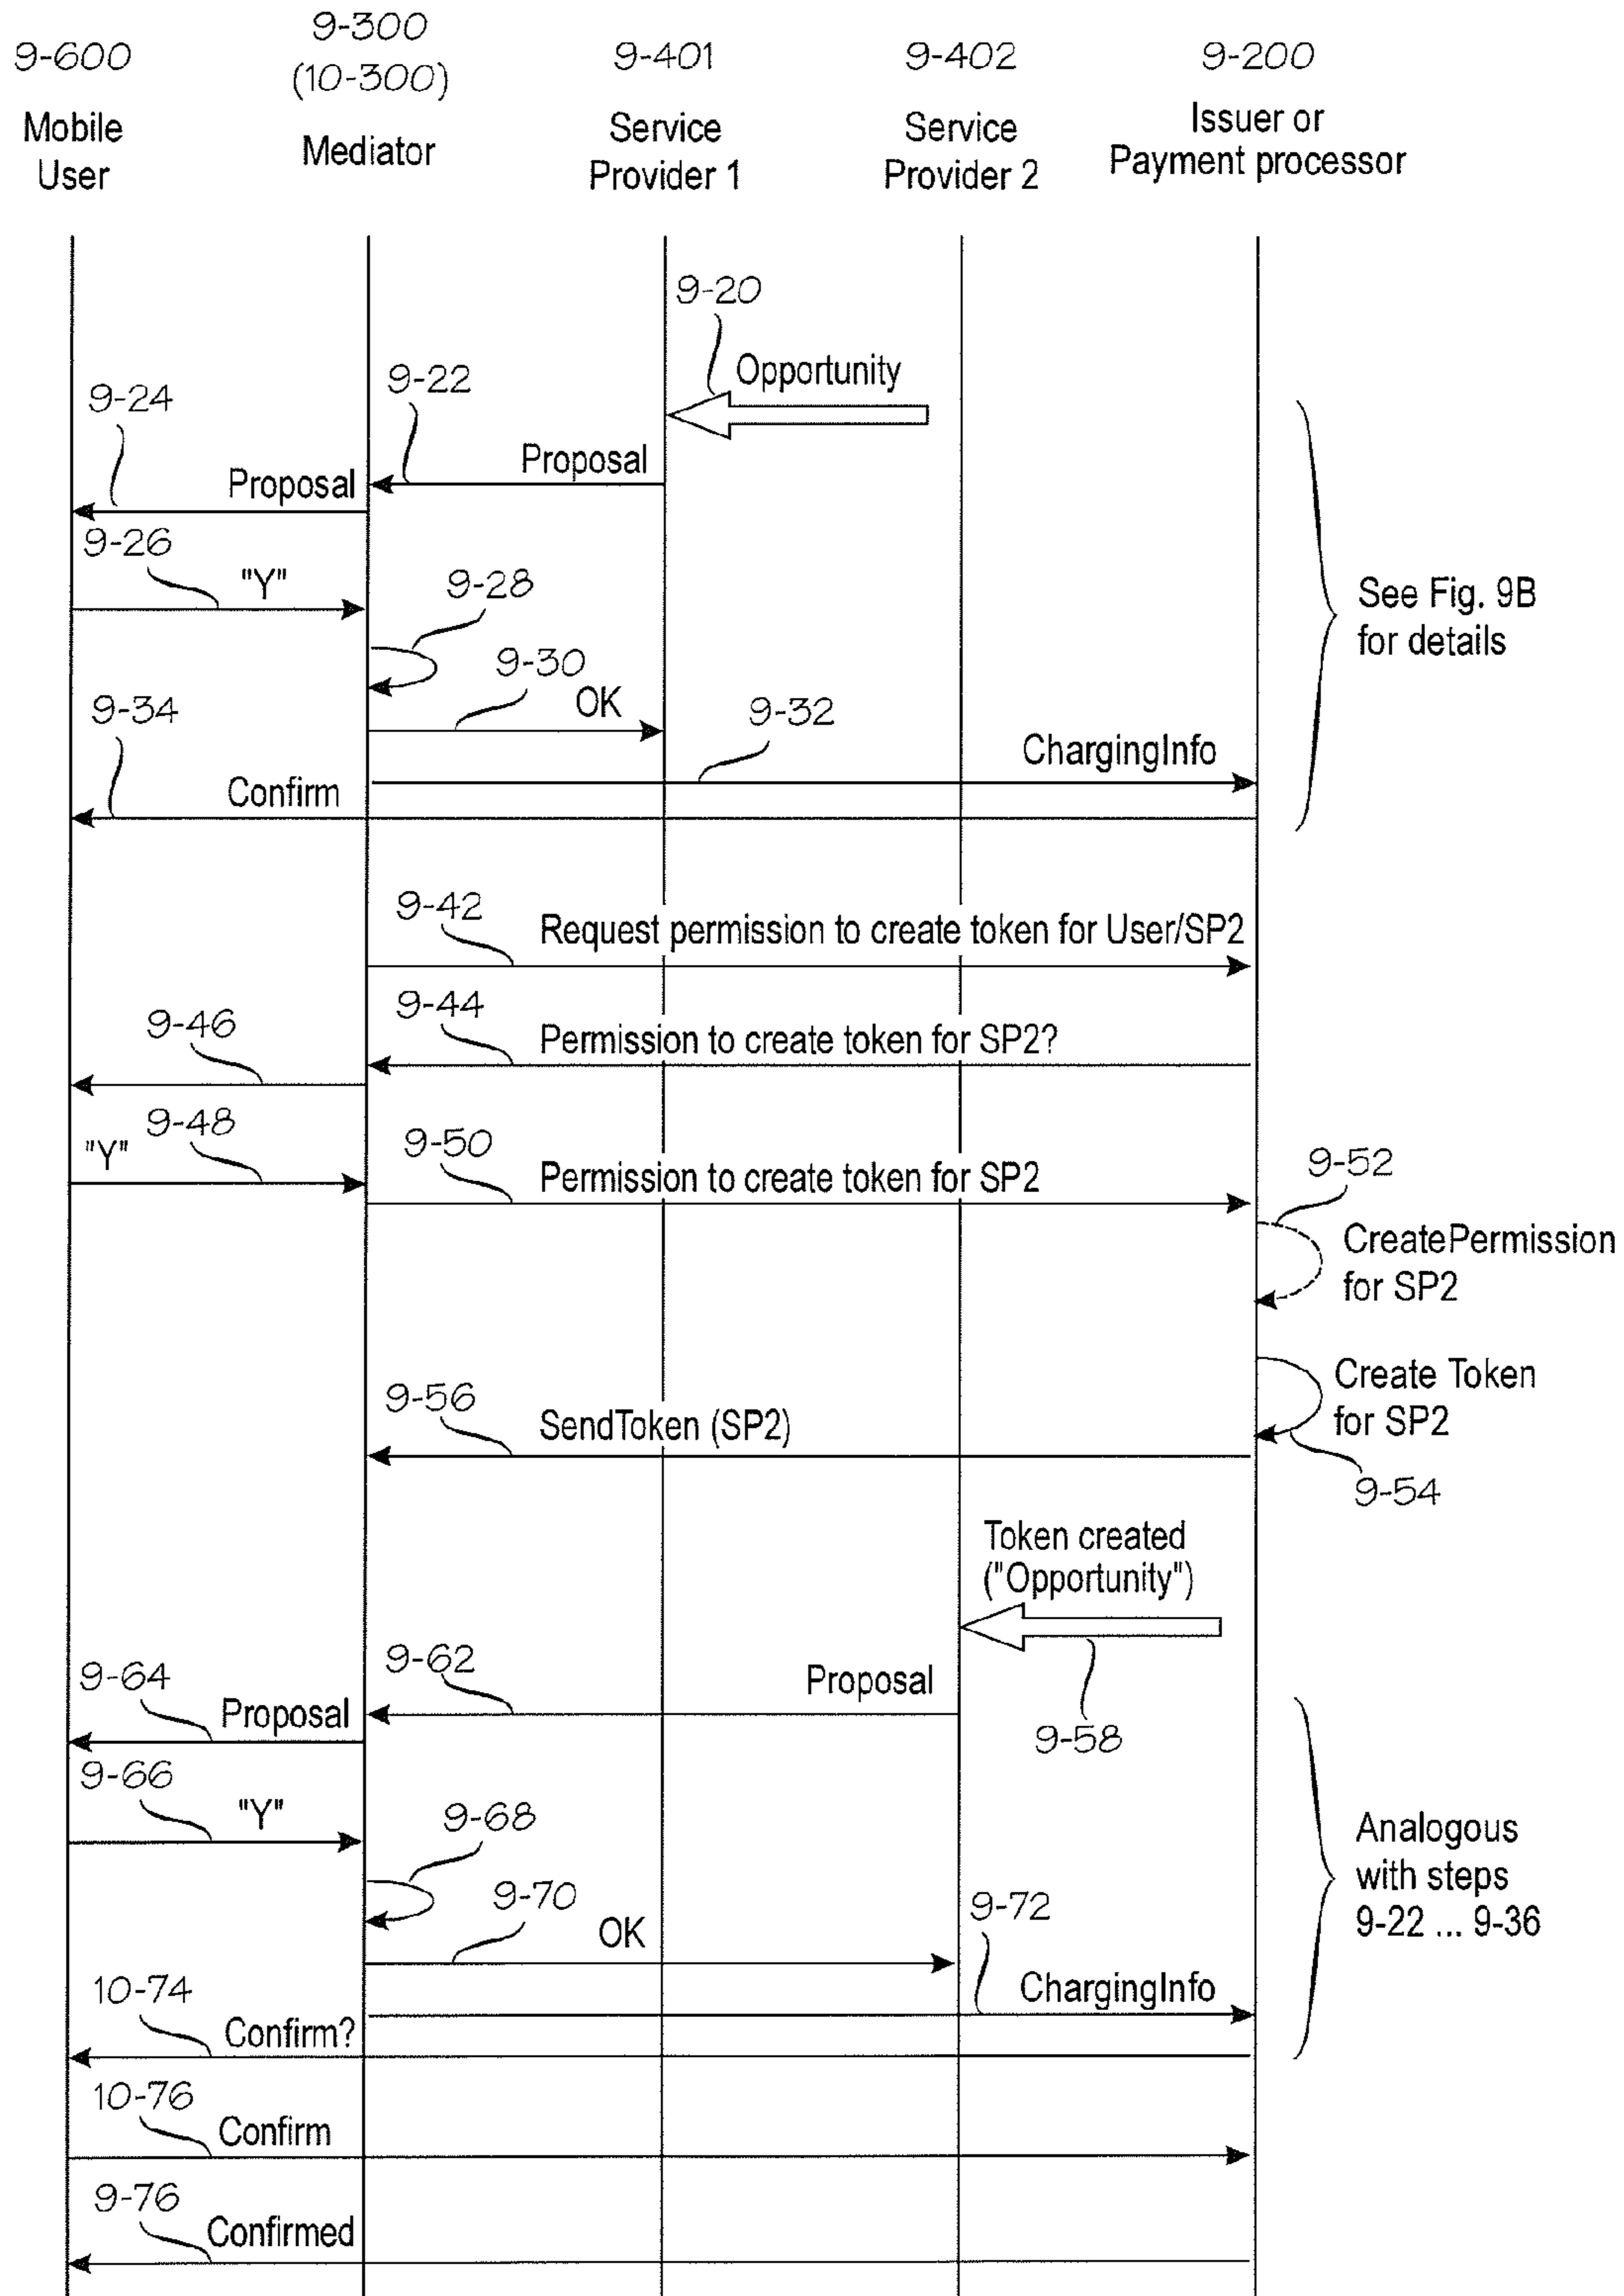 9-600
9-300
(10-300)
9-401
9-402
9-200
Mobile
User
Mediator
Service
Provider 1
Service
Provider 2
Issuer or
Payment processor
9-20
Opportunity
9-22
Proposal
9-24
Proposal
9-26
"Y"
9-28
9-30
OK
9-32
ChargingInfo
9-34
Confirm
See Fig. 9B
for details
9-42
Request permission to create token for User/SP2
9-44
Permission to create token for SP2?
9-46
9-48
"Y"
9-50
Permission to create token for SP2
9-52
CreatePermission
for SP2
Create Token
for SP2
9-54
9-56
SendToken (SP2)
Token created
("Opportunity")
9-58
9-62
Proposal
9-64
Proposal
9-66
"Y"
9-68
9-70
OK
9-72
ChargingInfo
10-74
Confirm?
Analogous
with steps
9-22 ... 9-36
10-76
Confirm
9-76
Confirmed